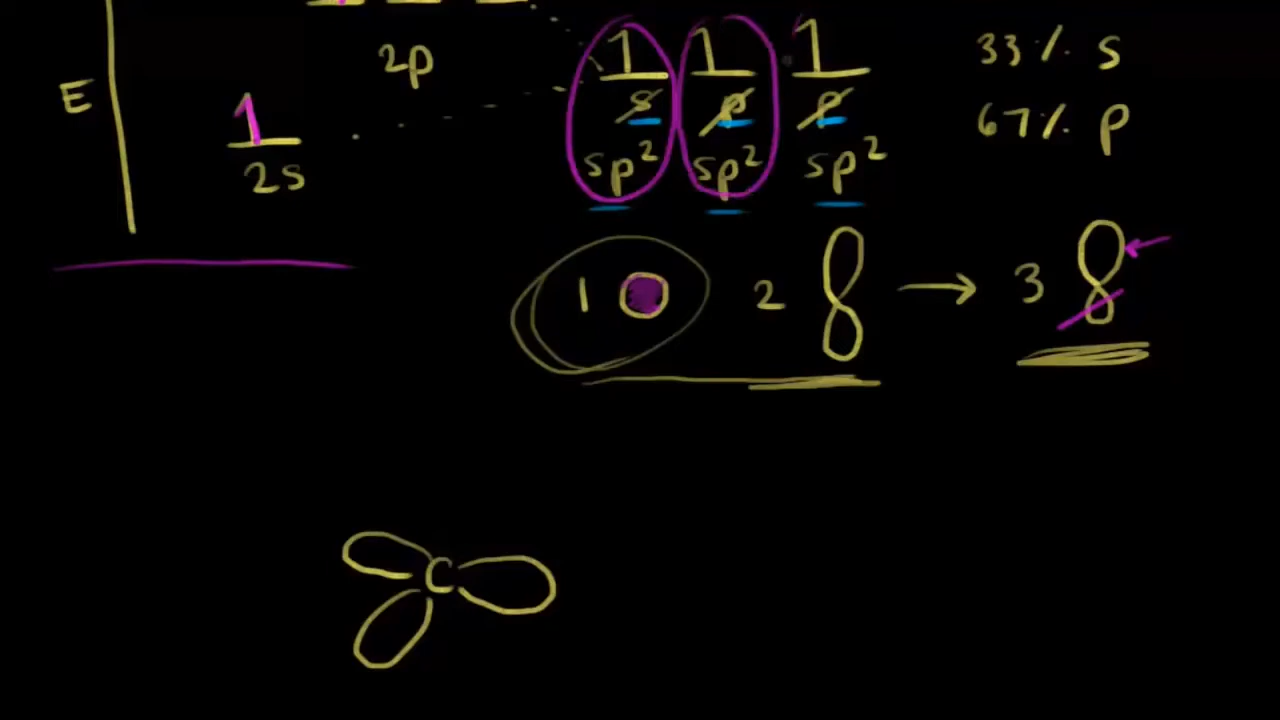 2p
1 1 1
33% s
E
1
s p p
67% p
2s
sp² sp² sp²
1 2 → 3
C